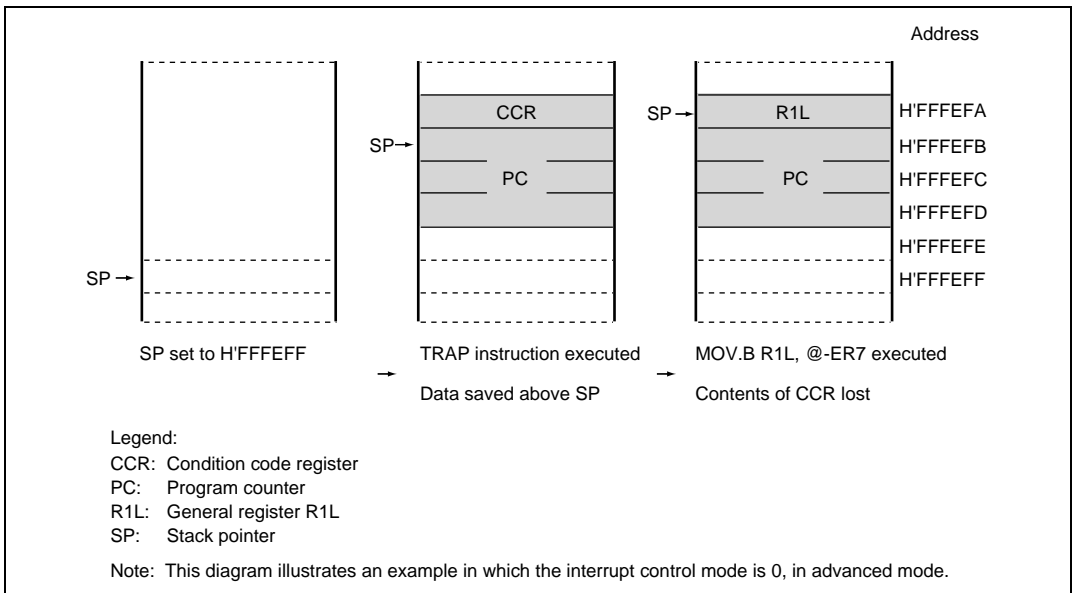 Address
SP
CCR
SP
PC
SP
R1L
PC
H'FFFEFA
H'FFFEFB
H'FFFEFC
H'FFFEFD
H'FFFEFE
H'FFFEFF
SP set to H'FFFEFF
TRAP instruction executed
Data saved above SP
MOV.B R1L, @-ER7 executed
Contents of CCR lost
Legend:
CCR: Condition code register
PC: Program counter
R1L: General register R1L
SP: Stack pointer
Note: This diagram illustrates an example in which the interrupt control mode is 0, in advanced mode.